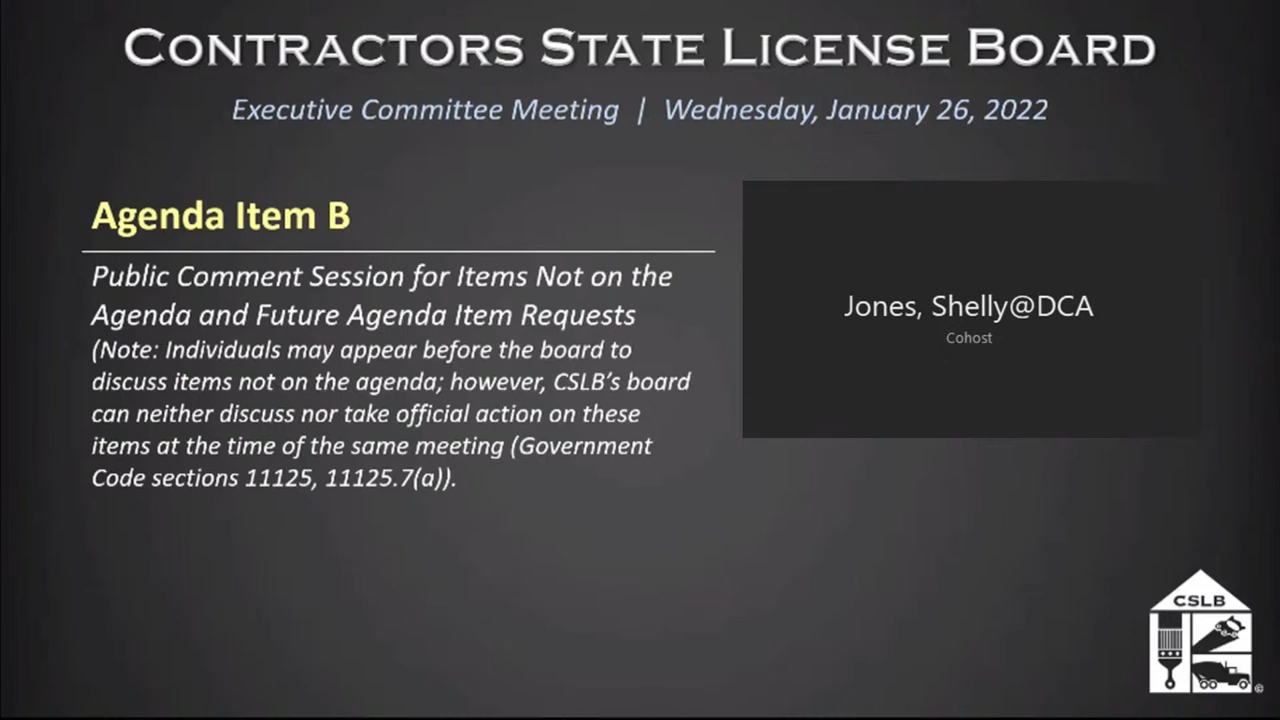 CONTRACTORS STATE LICENSE BOARD
Executive Committee Meeting | Wednesday, January 26, 2022
Agenda Item B
Public Comment Session for Items Not on the
Agenda and Future Agenda Item Requests
(Note: Individuals may appear before the board to
discuss items not on the agenda; however, CSLB’s board
can neither discuss nor take official action on these
items at the time of the same meeting (Government
Code sections 11125, 11125.7(a)).
Jones, Shelly@DCA
Cohost
CSLB
©